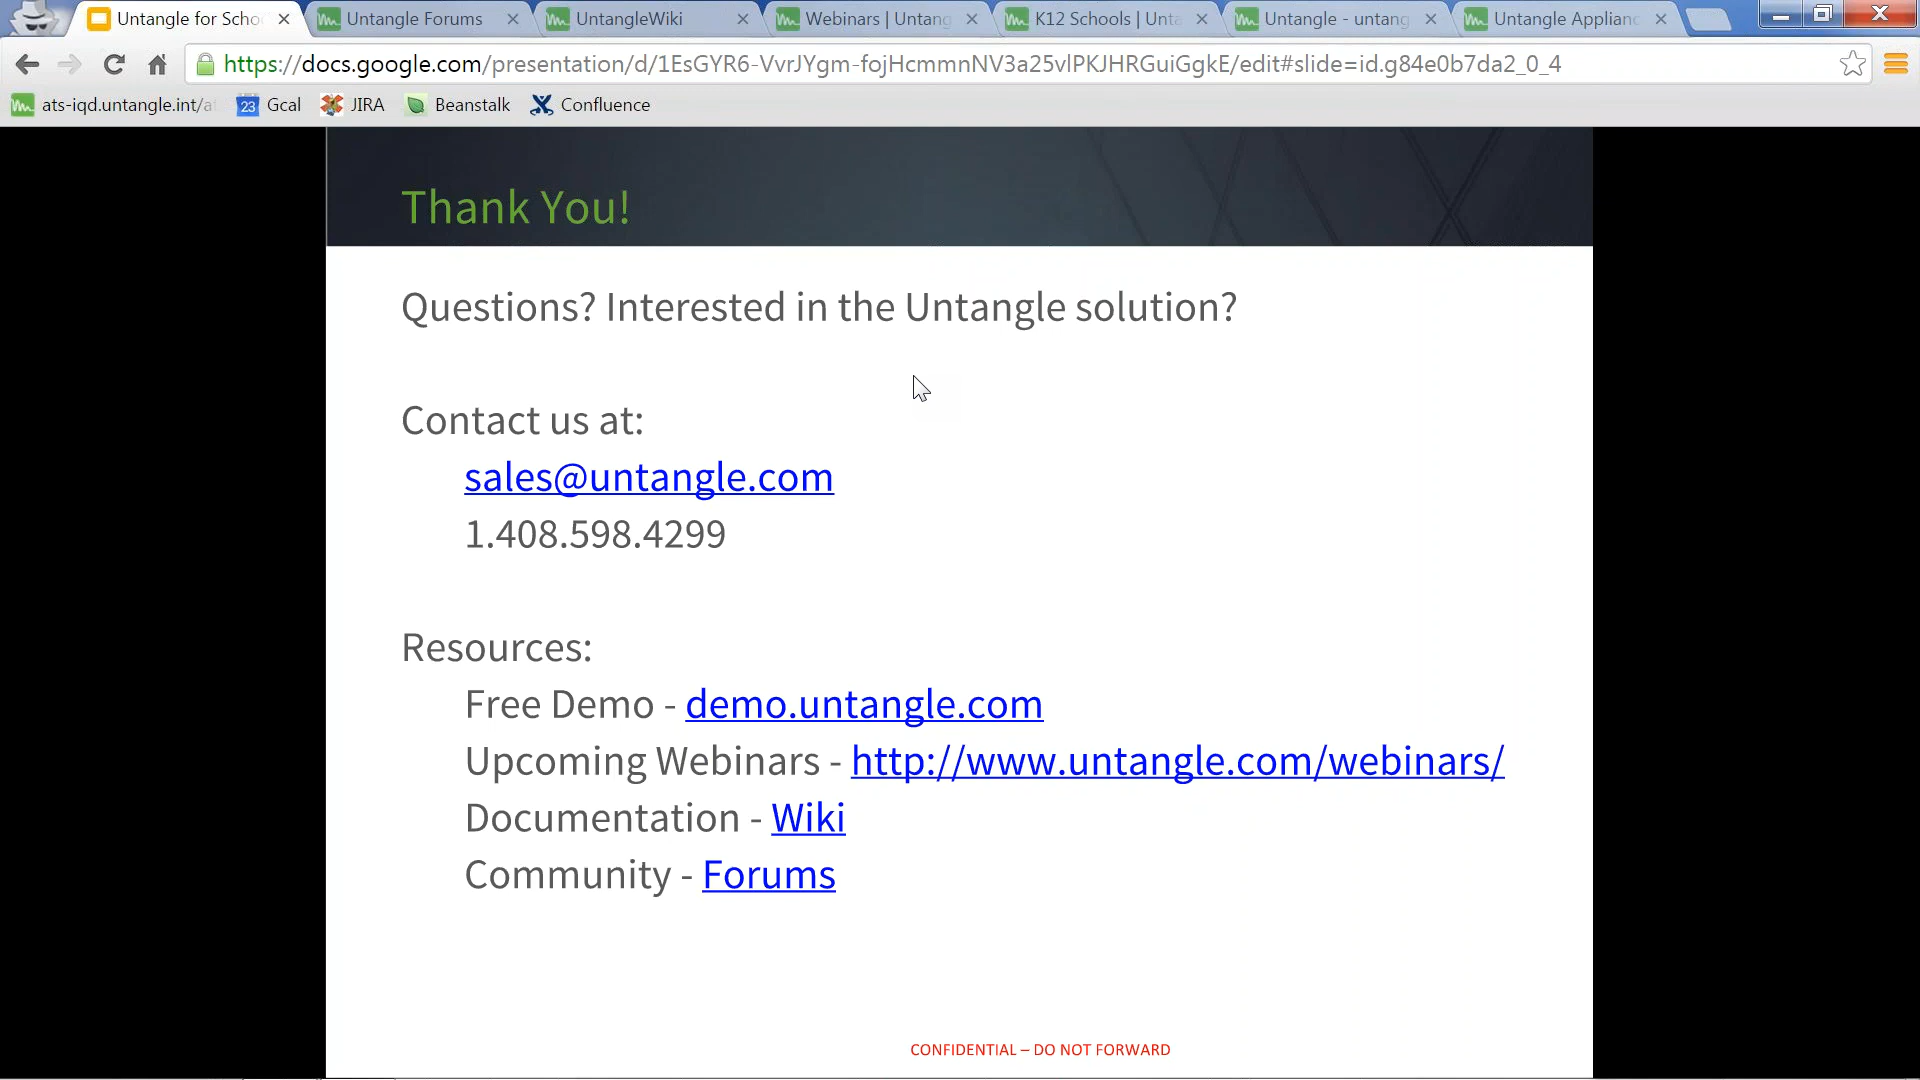 Untangle for Scho
Untangle Forums
UntangleWiki
Webinars | Untang
K12 Schools | Unta
Untangle - untang
Untangle Applianc
https://docs.google.com/presentation/d/1EsGYR6-VvrJYgm-fojHcmmnNV3a25vlPKJHRGuiGgkE/edit#slide=id.g84e0b7da2_0_4
ats-iqd.untangle.int/a
23
Gcal
JIRA
Beanstalk
Confluence
Thank You!
Questions? Interested in the Untangle solution?
Contact us at:
sales@untangle.com
1.408.598.4299
Resources:
Free Demo - demo.untangle.com
Upcoming Webinars - http://www.untangle.com/webinars/
Documentation - Wiki
Community - Forums
CONFIDENTIAL – DO NOT FORWARD